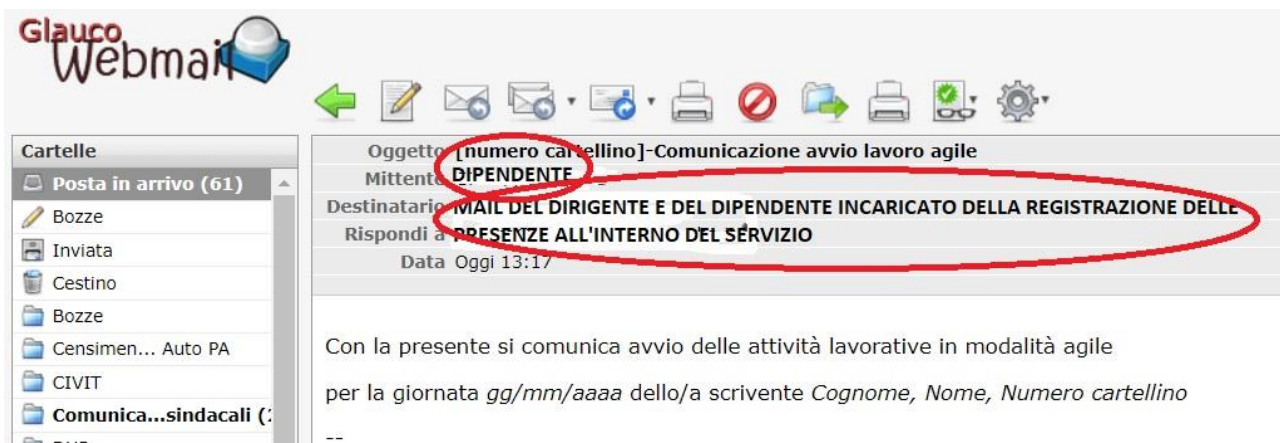 Glauco
Webmail
Cartelle
Posta in arrivo (61)
Bozze
Inviata
Cestino
Bozze
Censimen... Auto PA
CIVIT
Comunica...sindacali (
Oggetto [numero cartellino]-Comunicazione avvio lavoro agile
Mittente DIPENDENTE
Destinatario MAIL DEL DIRIGENTE E DEL DIPENDENTE INCARICATO DELLA REGISTRAZIONE DELLE
Rispondi a PRESENZE ALL'INTERNO DEL SERVIZIO
Data Oggi 13:17
Con la presente si comunica avvio delle attività lavorative in modalità agile
per la giornata gg/mm/aaaa dello/a scrivente Cognome, Nome, Numero cartellino
--